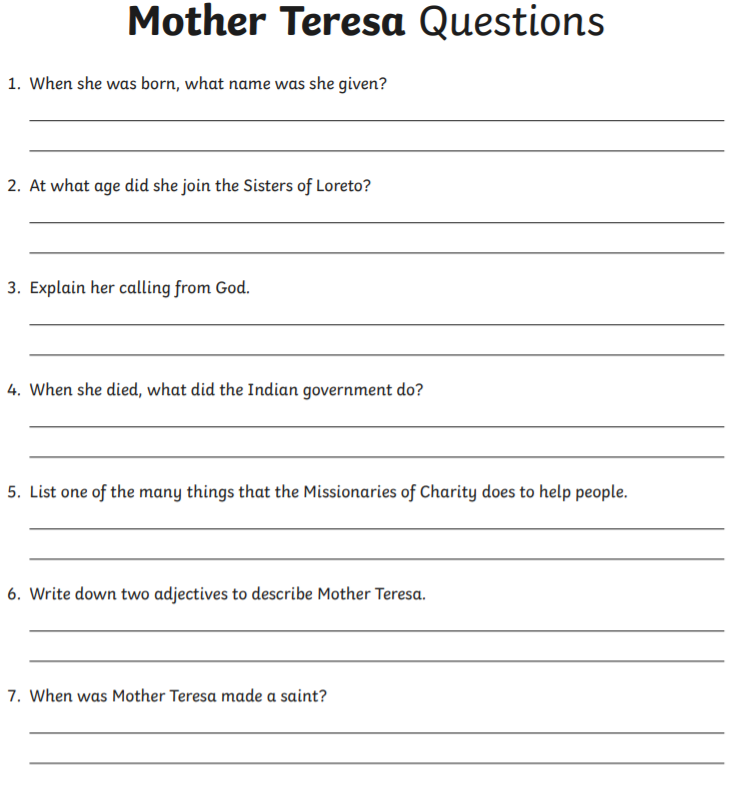 Mother Teresa Questions
1. When she was born, what name was she given?
2. At what age did she join the Sisters of Loreto?
3. Explain her calling from God.
4. When she died, what did the Indian government do?
5. List one of the many things that the Missionaries of Charity does to help people.
6. Write down two adjectives to describe Mother Teresa.
7. When was Mother Teresa made a saint?